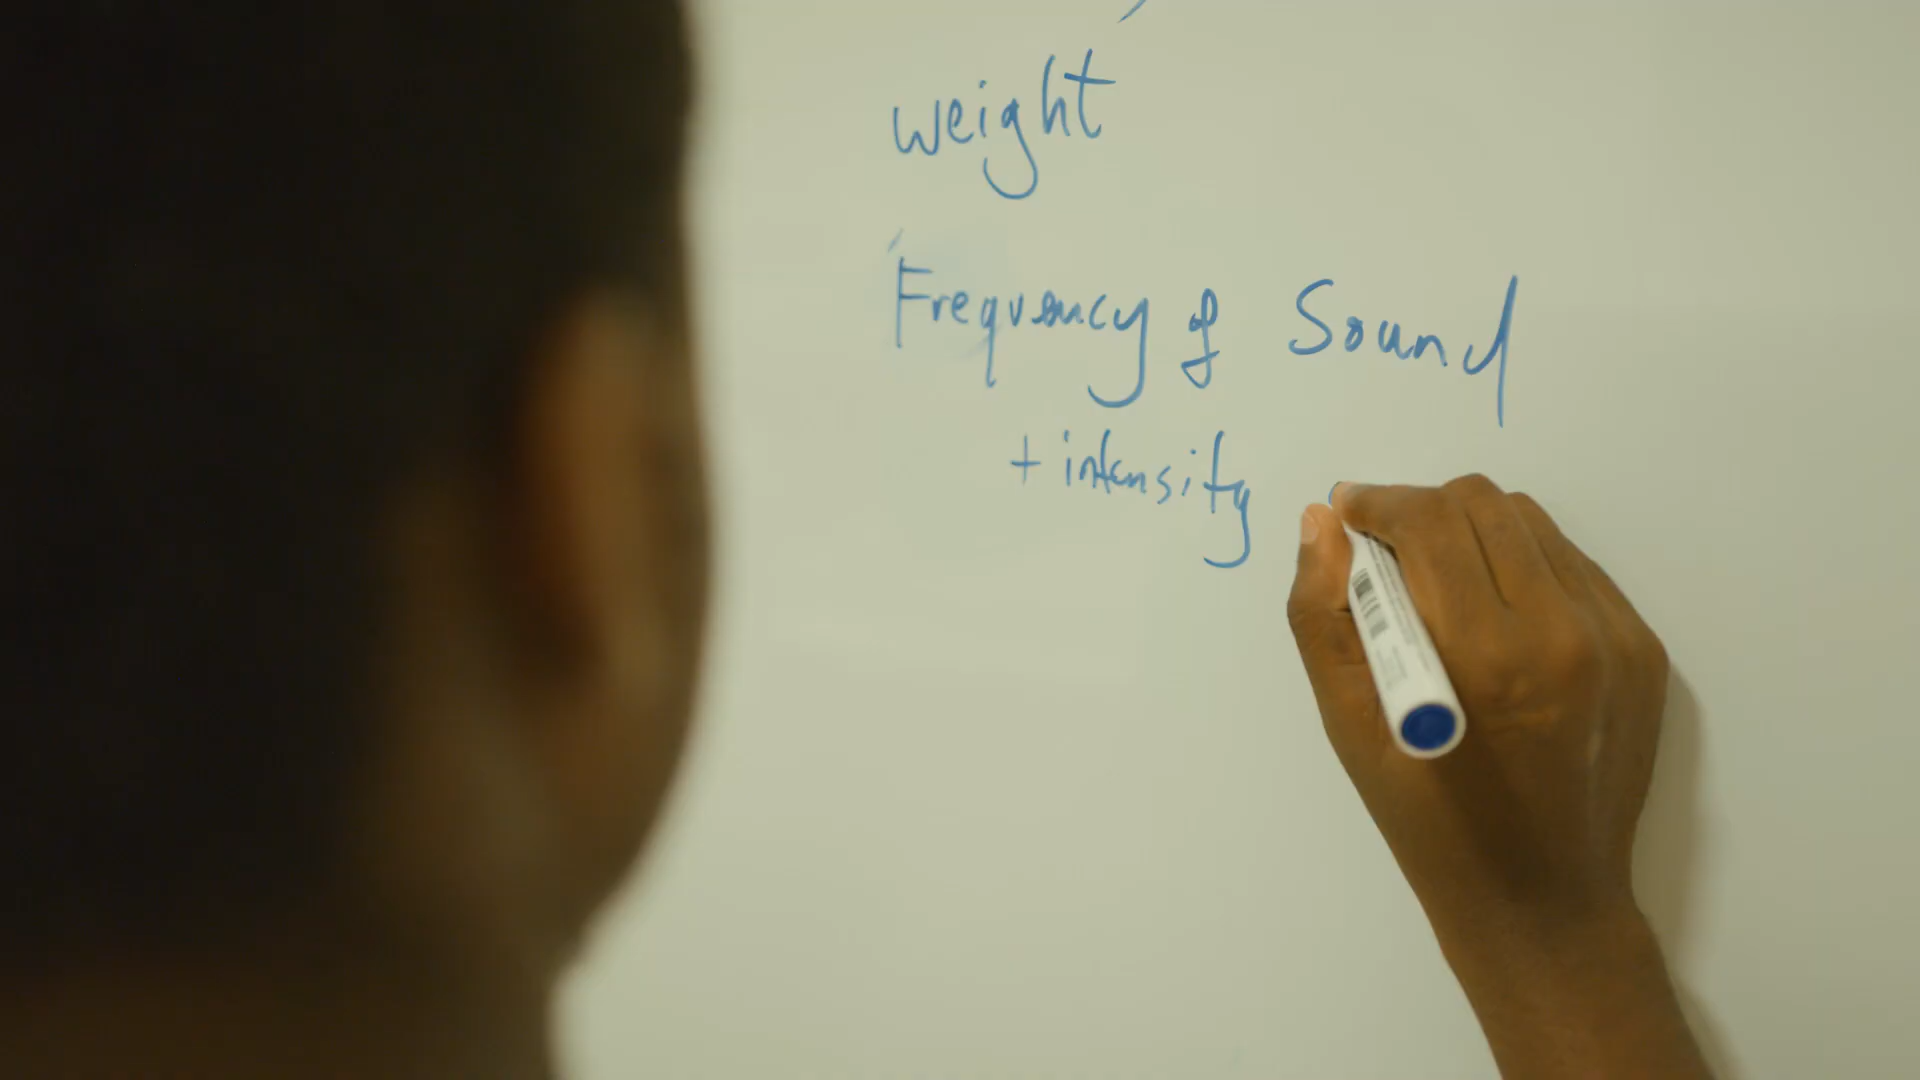 weight
Frequency of Sound
+ intensity